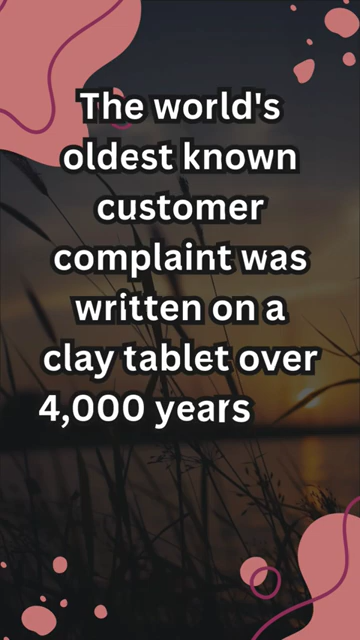 The world's
oldest known
customer
complaint was
written on a
clay tablet over
4,000 years